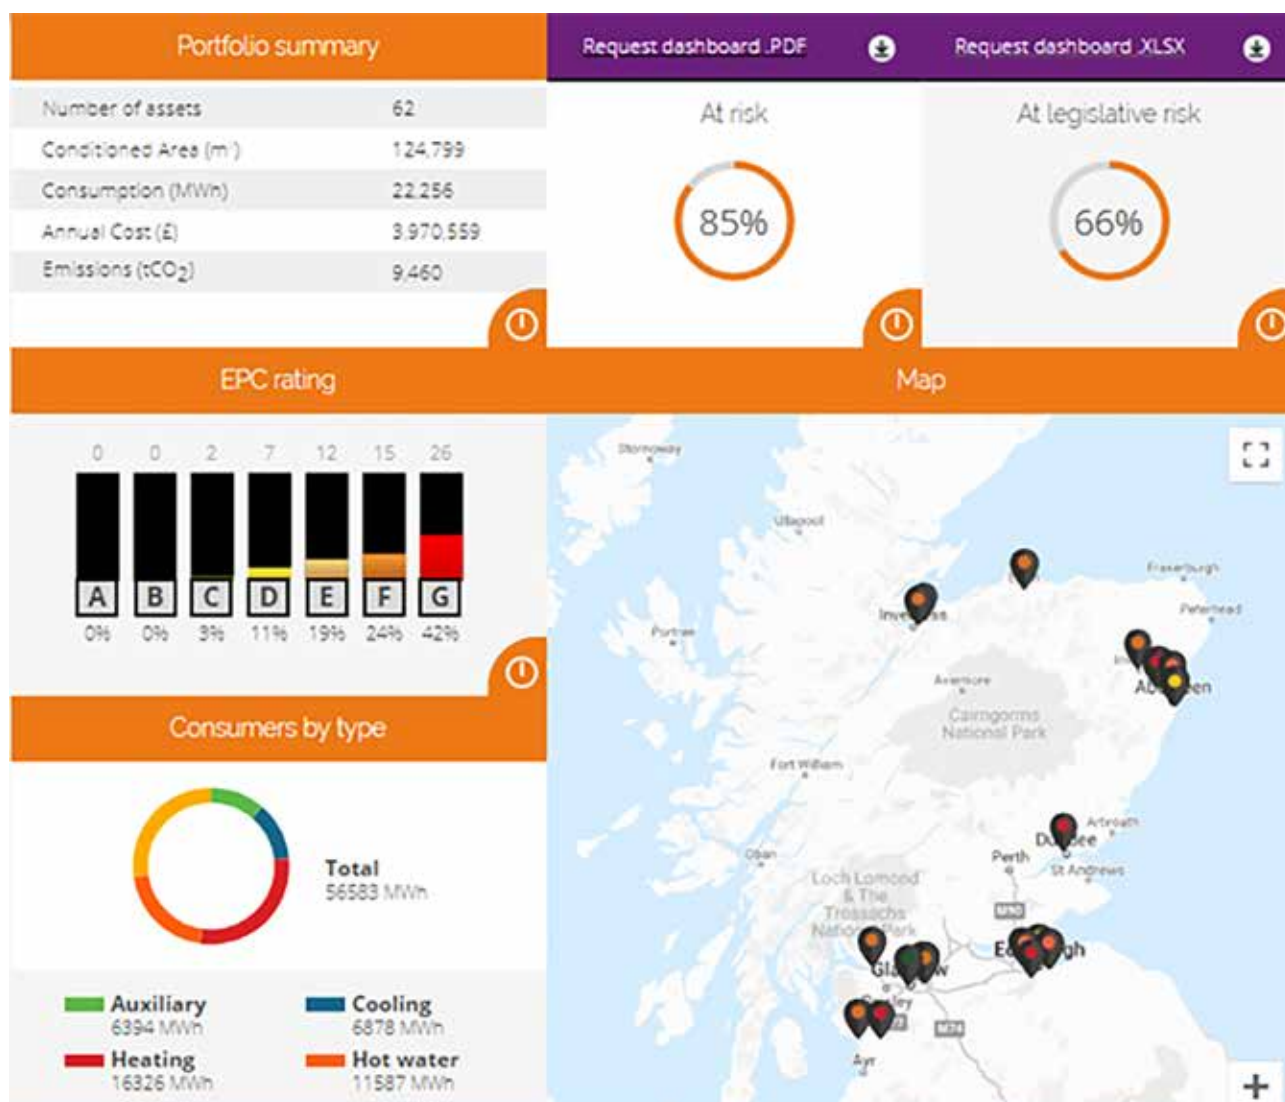 Portfolio summary
Number of assets 62
Conditioned Area (m²) 124,799
Consumption (MWh) 22,256
Annual Cost (£) 3,970,559
Emissions (tCO2) 9,460
Request dashboard .PDF
Request dashboard .XLSX
At risk
85%
At legislative risk
66%
EPC rating
0 0 2 7 12 15 26
A B C D E F G
0% 0% 3% 11% 19% 24% 42%
Consumers by type
Total
56583 MWh
Auxiliary
6394 MWh
Cooling
6878 MWh
Heating
16326 MWh
Hot water
11587 MWh
Map
Stornoway
Ullapool
Fraserburgh
Peterhead
Portree
Aviemore
Cairngorms
National Park
Fort William
Arbroath
Perth
St Andrews
Oban
Loch Lomond
& The
Trossachs
National Park
M90
M74
Ayr
+